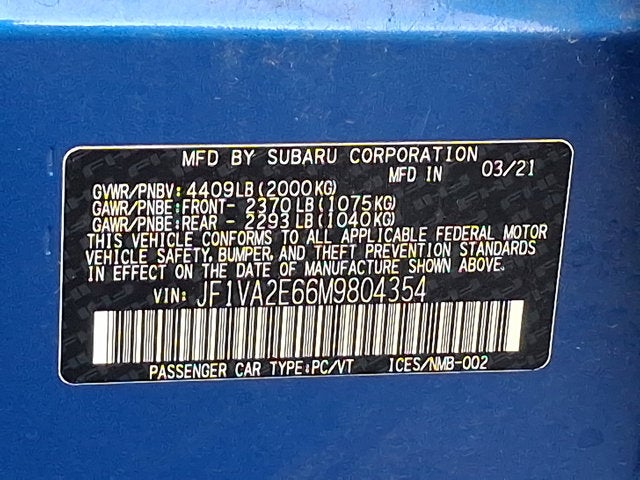 MFD BY SUBARU CORPORATION
MFD IN 03/21
GVWR/PNBV: 4409LB(2000KG)
GAWR/PNBE:FRONT- 2370LB(1075KG)
GAWR/PNBE:REAR - 2293LB(1040KG)
THIS VEHICLE CONFORMS TO ALL APPLICABLE FEDERAL MOTOR
VEHICLE SAFETY, BUMPER, AND THEFT PREVENTION STANDARDS
IN EFFECT ON THE DATE OF MANUFACTURE SHOWN ABOVE.
VIN: JF1VA2E66M9804354
PASSENGER CAR TYPE:PC/VT ICES/NMB-002